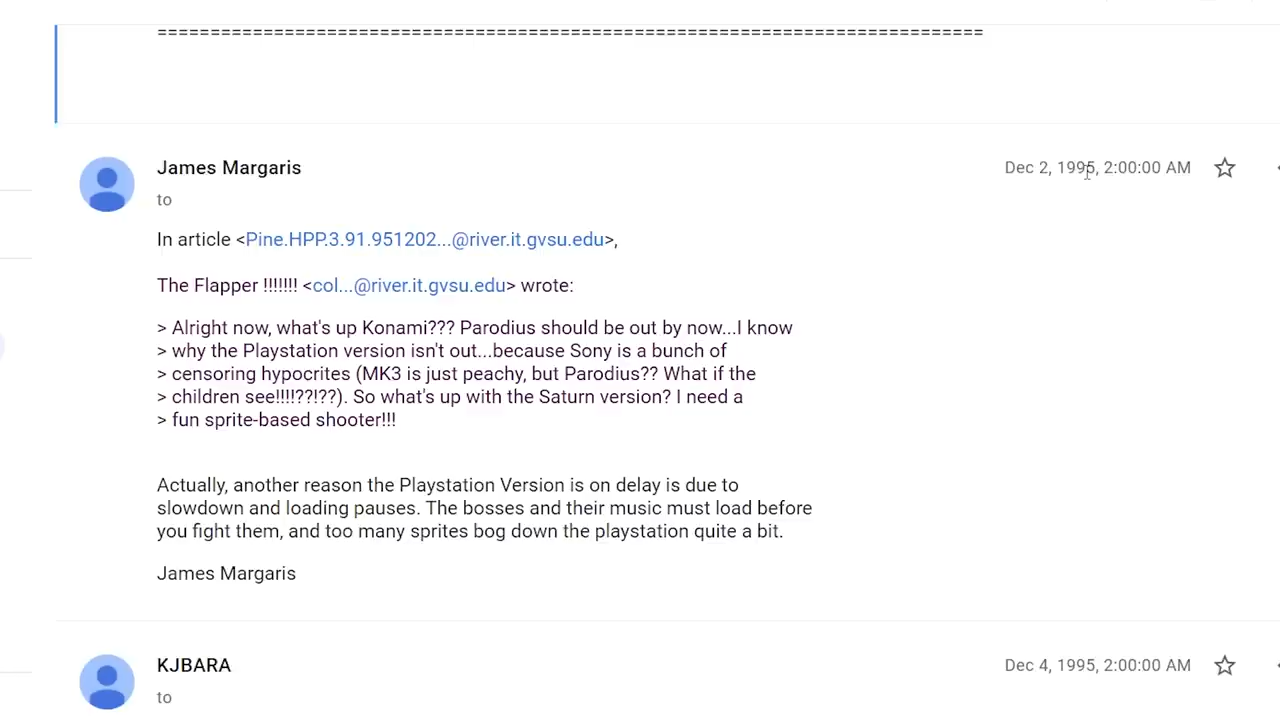 ==============================================================================
James Margaris
Dec 2, 1995, 2:00:00 AM
to
In article <Pine.HPP.3.91.951202...@river.it.gvsu.edu>,
The Flapper !!!!!!! <col...@river.it.gvsu.edu> wrote:
> Alright now, what's up Konami??? Parodius should be out by now...I know
> why the Playstation version isn't out...because Sony is a bunch of
> censoring hypocrites (MK3 is just peachy, but Parodius?? What if the
> children see!!!!??!??). So what's up with the Saturn version? I need a
> fun sprite-based shooter!!!
Actually, another reason the Playstation Version is on delay is due to
slowdown and loading pauses. The bosses and their music must load before
you fight them, and too many sprites bog down the playstation quite a bit.
James Margaris
KJBARA
Dec 4, 1995, 2:00:00 AM
to